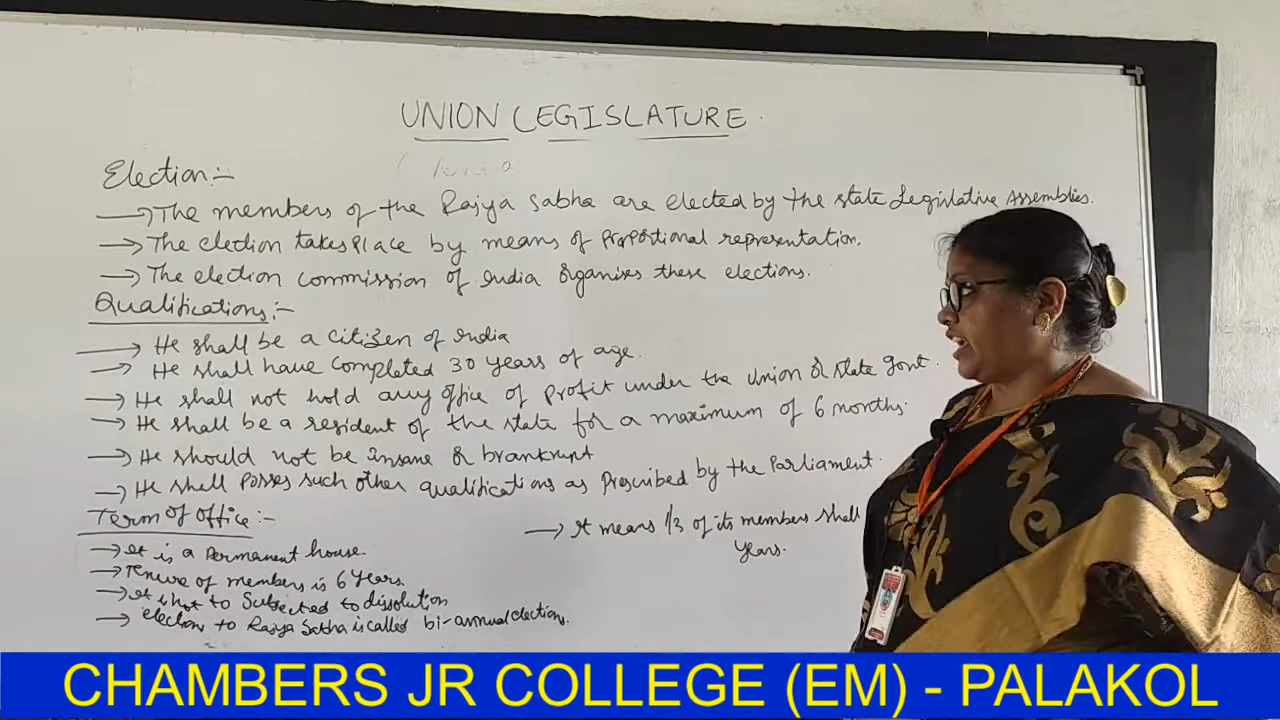 UNION LEGISLATURE.
Election:-
→ The members of the Rajya Sabha are elected by the state Legislative Assemblies.
→ The election takes place by means of proportional representation.
→ The election commission of India organises these elections.
Qualifications:-
→ He shall be a citizen of India
→ He shall have completed 30 years of age.
→ He shall not hold any office of profit under the Union & state Govt.
→ He shall be a resident of the state for a maximum of 6 months.
→ He should not be insane & brankrupt
→ He shell posses such other qualifications as Prescribed by the Parliament.
Term of office:-
→ It is a permanent house.
→ Tenure of members is 6 years.
→ It is not to Subjected to dissolution
→ elections to Rajya Sabha is called bi-annual elections.
→ It means 1/3 of its members shall
years.
CHAMBERS JR COLLEGE (EM) - PALAKOL